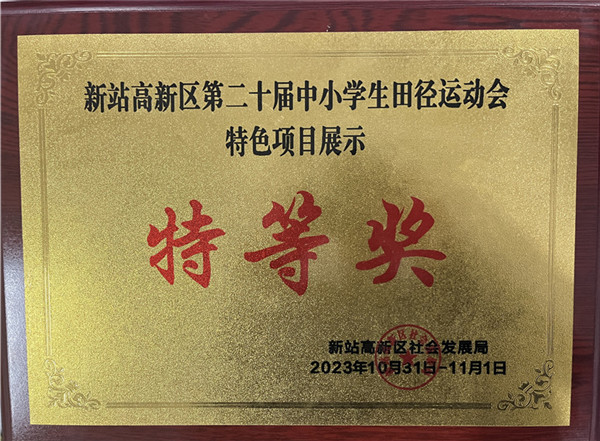 新站高新区第二十届中小学生田径运动会
特色项目展示
特等奖
新站高新区社会发展局
2023年10月31日-11月1日